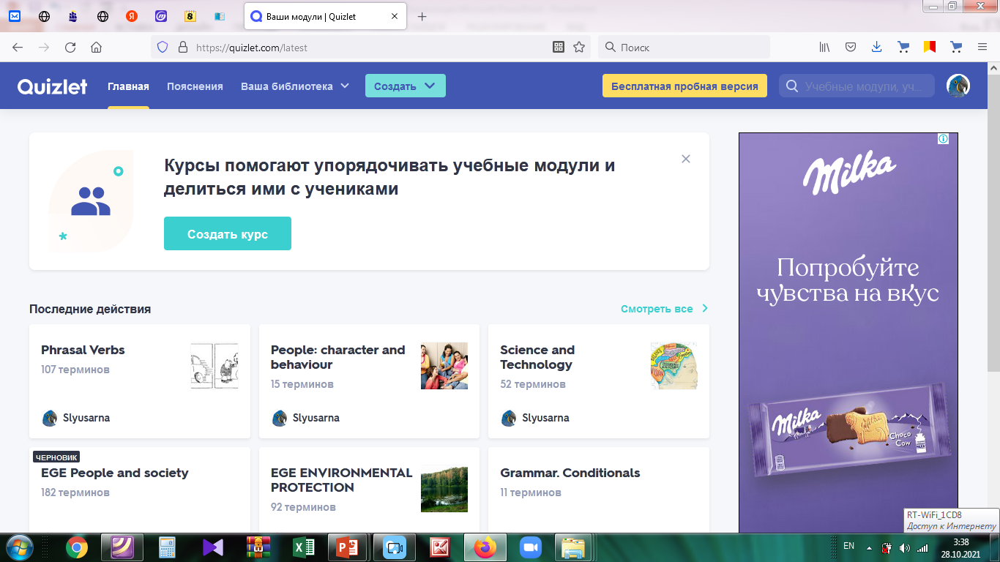 Ваши модули | Quizlet
https://quizlet.com/latest
Поиск
Quizlet
Главная
Пояснения
Ваша библиотека
Создать
Бесплатная пробная версия
Учебные модули, уч...
Курсы помогают упорядочивать учебные модули и
делиться ими с учениками
Создать курс
Последние действия
Смотреть все
Phrasal Verbs
107 терминов
Slyusarna
People: character and
behaviour
15 терминов
Slyusarna
Science and
Technology
52 терминов
Slyusarna
ЧЕРНОВИК
EGE People and society
182 терминов
EGE ENVIRONMENTAL
PROTECTION
92 терминов
Grammar. Conditionals
11 терминов
Milka
Попробуйте
чувства на вкус
Milka
Choco
Cow
RT-WiFi_1CD8
Доступ к Интернету
EN
3:38
28.10.2021